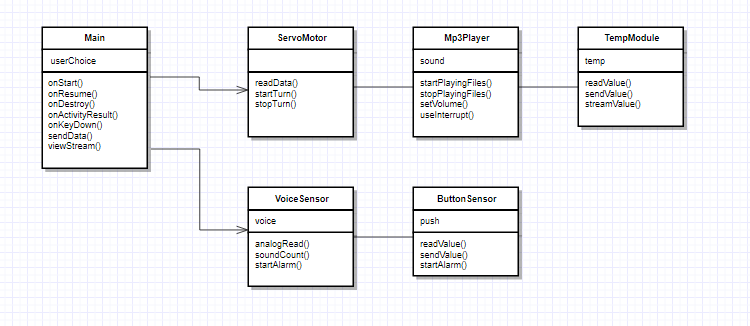 Main
userChoice
onStart()
onResume()
onDestroy()
onActivityResult()
onKeyDown()
sendData()
viewStream()
ServoMotor
readData()
startTurn()
stopTurn()
Mp3Player
sound
startPlayingFiles()
stopPlayingFiles()
setVolume()
useInterrupt()
TempModule
temp
readValue()
sendValue()
streamValue()
VoiceSensor
voice
analogRead()
soundCount()
startAlarm()
ButtonSensor
push
readValue()
sendValue()
startAlarm()